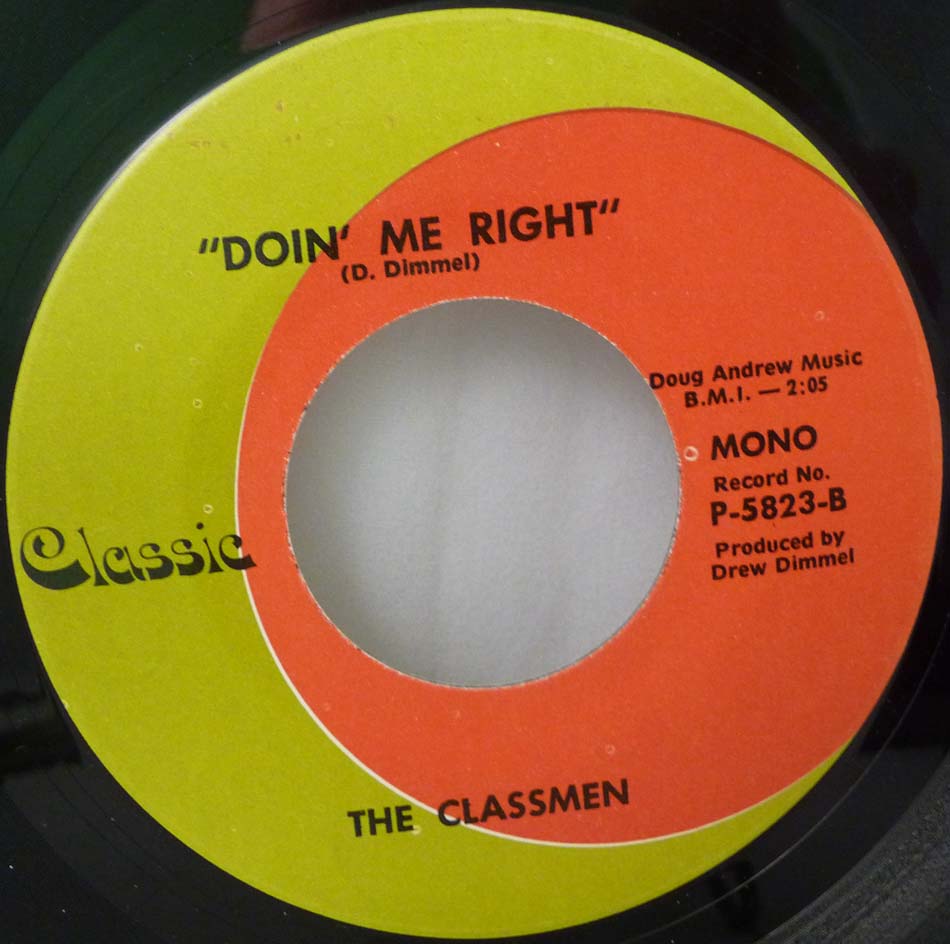 "DOIN' ME RIGHT"
(D. Dimmel)
Doug Andrew Music
B.M.I. — 2:05
MONO
Record No.
P-5823-B
Produced by
Drew Dimmel
Classic
THE CLASSMEN